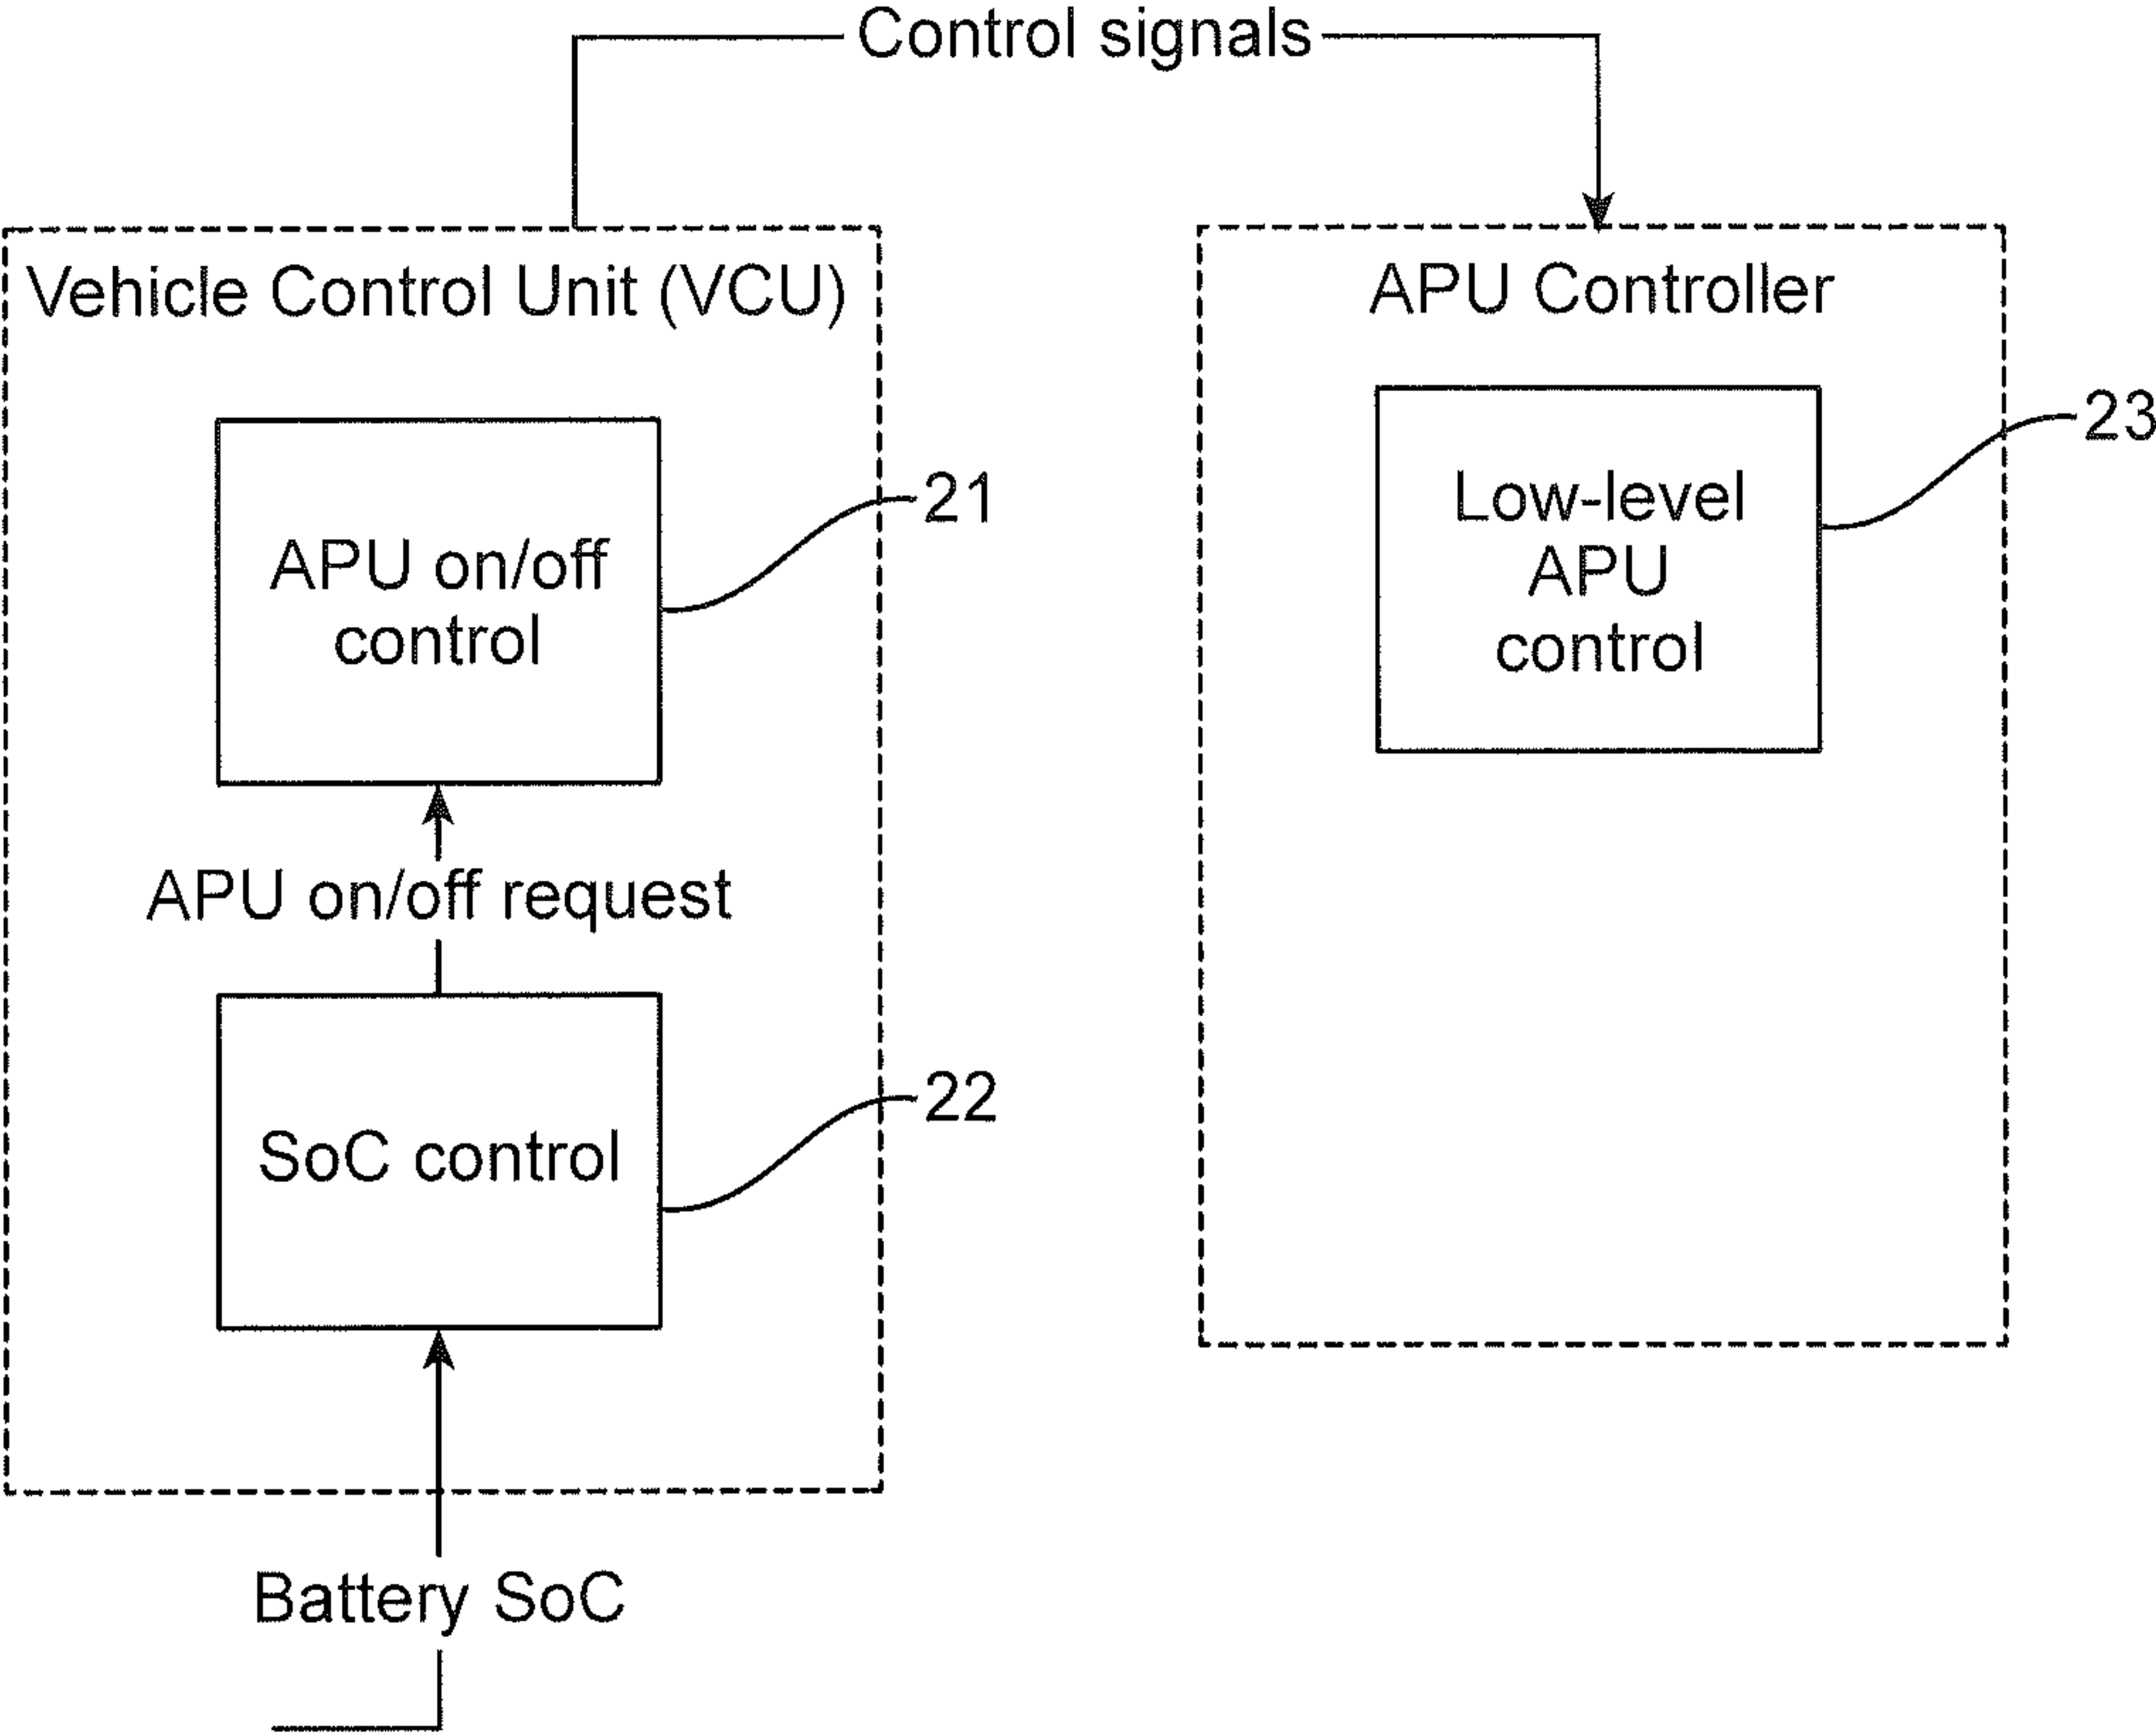 Control signals
Vehicle Control Unit (VCU)
APU on/off
control
21
APU on/off request
SoC control
22
Battery SoC
APU Controller
Low-level
APU
control
23